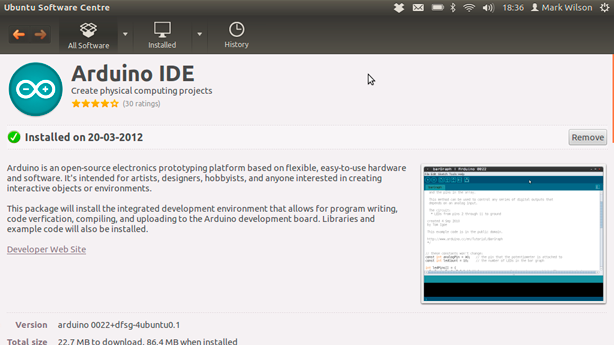 Ubuntu Software Centre
18:36 Mark Wilson
All Software
Installed
History
Arduino IDE
Create physical computing projects
(30 ratings)
Installed on 20-03-2012
Remove
Arduino is an open-source electronics prototyping platform based on flexible, easy-to-use hardware
and software. It's intended for artists, designers, hobbyists, and anyone interested in creating
interactive objects or environments.
This package will install the integrated development environment that allows for program writing,
code verfication, compiling, and uploading to the Arduino development board. Libraries and
example code will also be installed.
Developer Web Site
Version arduino 0022+dfsg-4ubuntu0.1
Total size 22.7 MB to download, 86.4 MB when installed